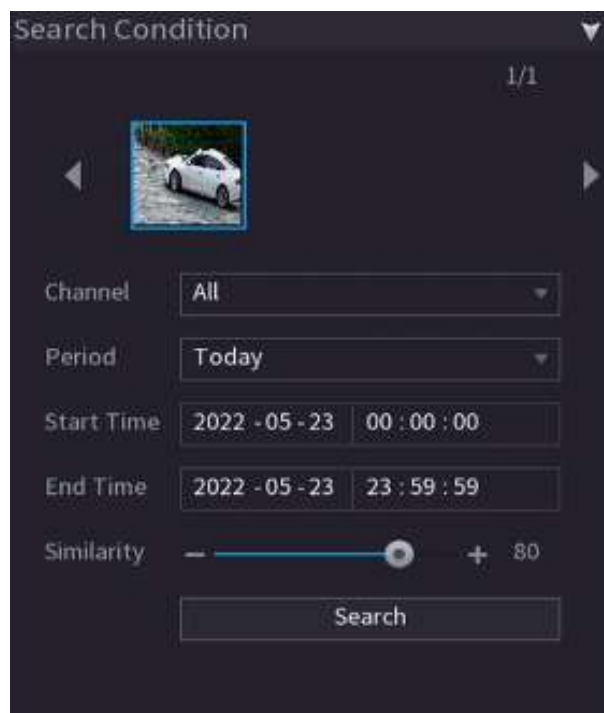 Search Condition
1/1
Channel All
Period Today
Start Time 2022 - 05 - 23 00 : 00 : 00
End Time 2022 - 05 - 23 23 : 59 : 59
Similarity 80
Search